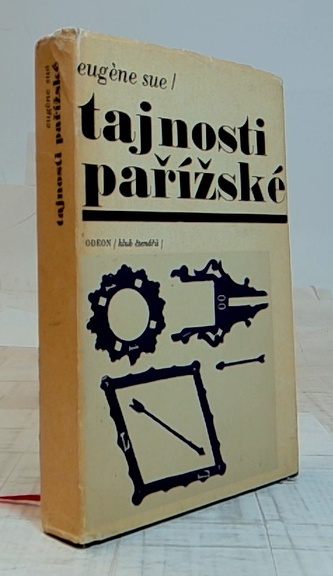 eugène sue /
tajnosti
pařížské
ODEON / klub čtenářů /
eugène sue
tajnosti pařížské